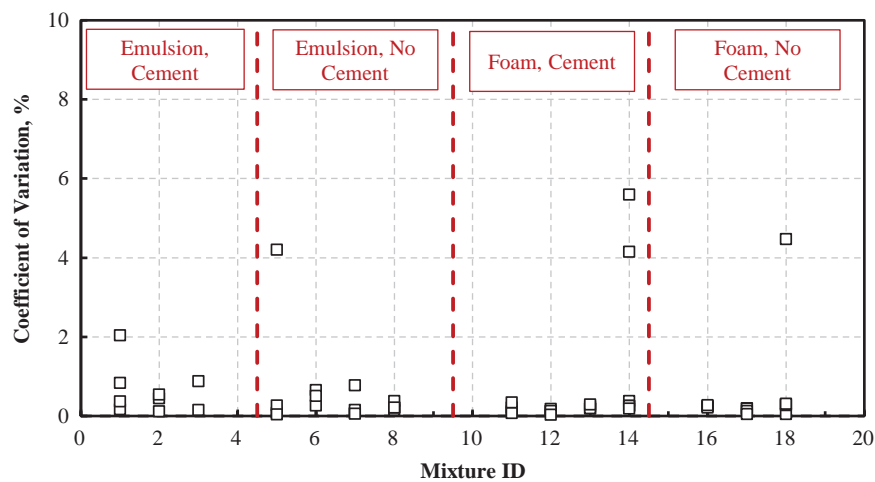 10
8
6
4
2
0
Coefficient of Variation, %
Emulsion,
Cement
Emulsion, No
Cement
Foam, Cement
Foam, No
Cement
0 2 4 6 8 10 12 14 16 18 20
Mixture ID